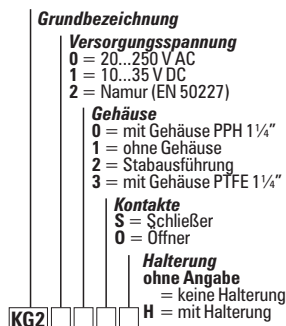 Grundbezeichnung
Versorgungsspannung
0 = 20...250 V AC
1 = 10...35 V DC
2 = Namur (EN 50227)
Gehäuse
0 = mit Gehäuse PPH 1¼"
1 = ohne Gehäuse
2 = Stabausführung
3 = mit Gehäuse PTFE 1¼"
Kontakte
S = Schließer
O = Öffner
Halterung
ohne Angabe
= keine Halterung
H = mit Halterung
KG2